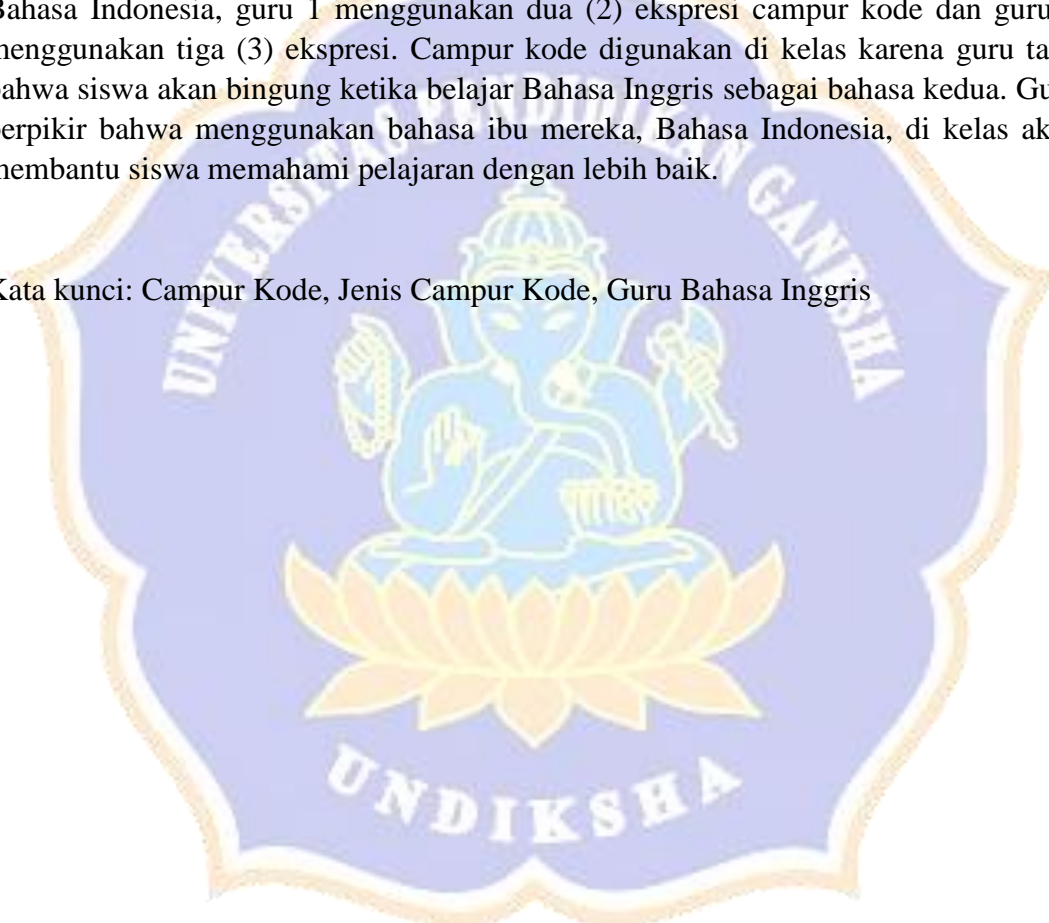 Bahasa Indonesia, guru 1 menggunakan dua (2) ekspresi campur kode dan guru
menggunakan tiga (3) ekspresi. Campur kode digunakan di kelas karena guru
bahwa siswa akan bingung ketika belajar Bahasa Inggris sebagai bahasa kedua.
berpikir bahwa menggunakan bahasa ibu mereka, Bahasa Indonesia, di kelas
membantu siswa memahami pelajaran dengan lebih baik.
Kata kunci: Campur Kode, Jenis Campur Kode, Guru Bahasa Inggris
UNIVERSITAS PENDIDIKAN GANESHA
UNDIKSHA